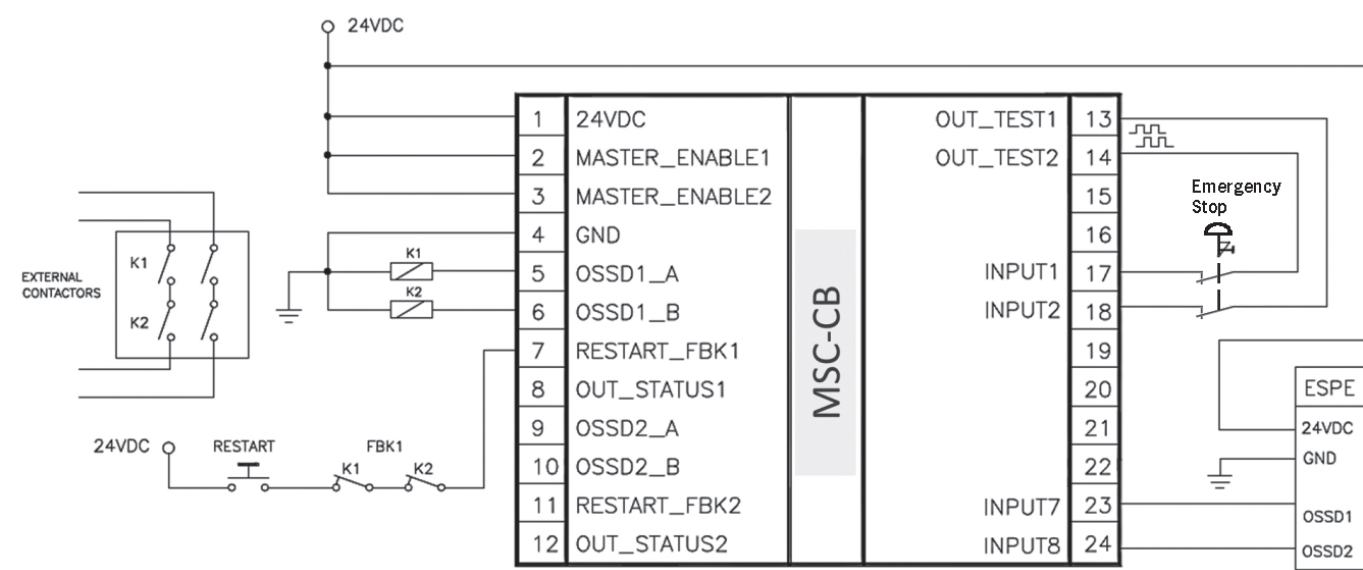 24VDC
1 24VDC
2 MASTER_ENABLE1
3 MASTER_ENABLE2
4 GND
5 OSSD1_A
6 OSSD1_B
7 RESTART_FBK1
8 OUT_STATUS1
9 OSSD2_A
10 OSSD2_B
11 RESTART_FBK2
12 OUT_STATUS2
MSC-CB
OUT_TEST1 13
OUT_TEST2 14
15
16
INPUT1 17
INPUT2 18
19
20
21
22
INPUT7 23
INPUT8 24
K1
K2
EXTERNAL
CONTACTORS
K1
K2
24VDC
RESTART
FBK1
K1
K2
Emergency
Stop
ESPE
24VDC
GND
OSSD1
OSSD2